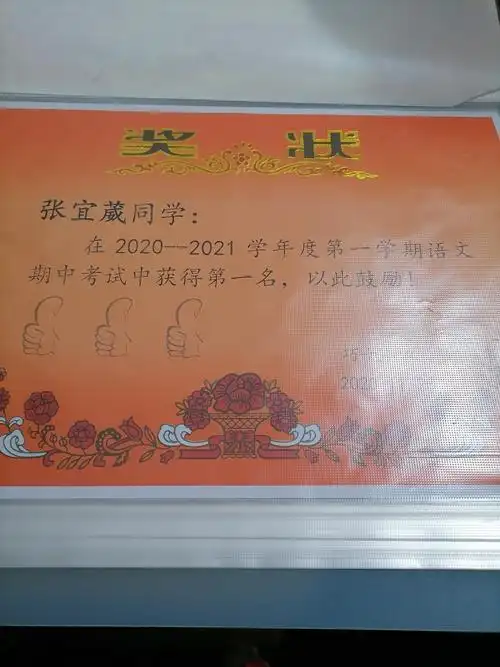 奖 状
张宜葳同学：
在 2020--2021 学年度第一学期语文
期中考试中获得第一名，以此鼓励！